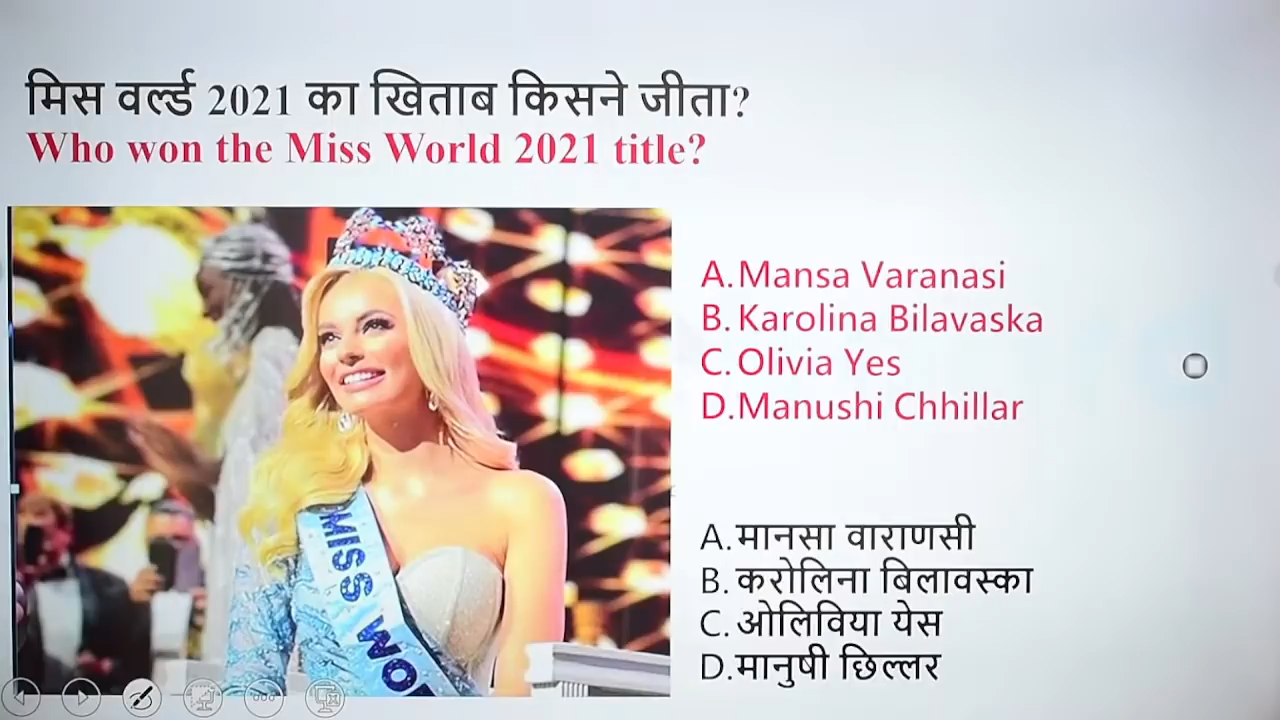 मिस वर्ल्ड 2021 का खिताब किसने जीता?
Who won the Miss World 2021 title?
A.Mansa Varanasi
B. Karolina Bilavaska
C.Olivia Yes
D.Manushi Chhillar
A.मानसा वाराणसी
B. करोलिना बिलावस्का
C. ओलिविया येस
D.मानुषी छिल्लर
MISS WOR